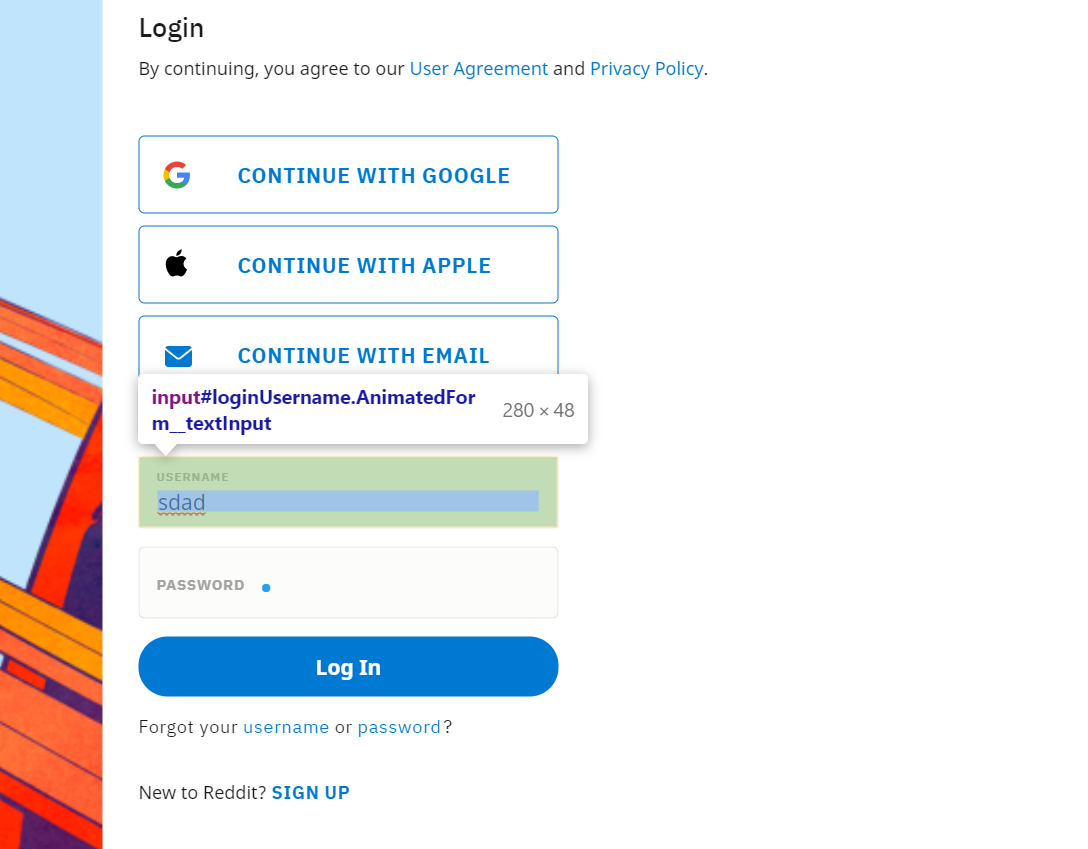 Login
By continuing, you agree to our User Agreement and Privacy Policy.
CONTINUE WITH GOOGLE
CONTINUE WITH APPLE
CONTINUE WITH EMAIL
input#loginUsername.AnimatedFor
m__textInput
280 × 48
USERNAME
sdad
PASSWORD
Log In
Forgot your username or password?
New to Reddit? SIGN UP